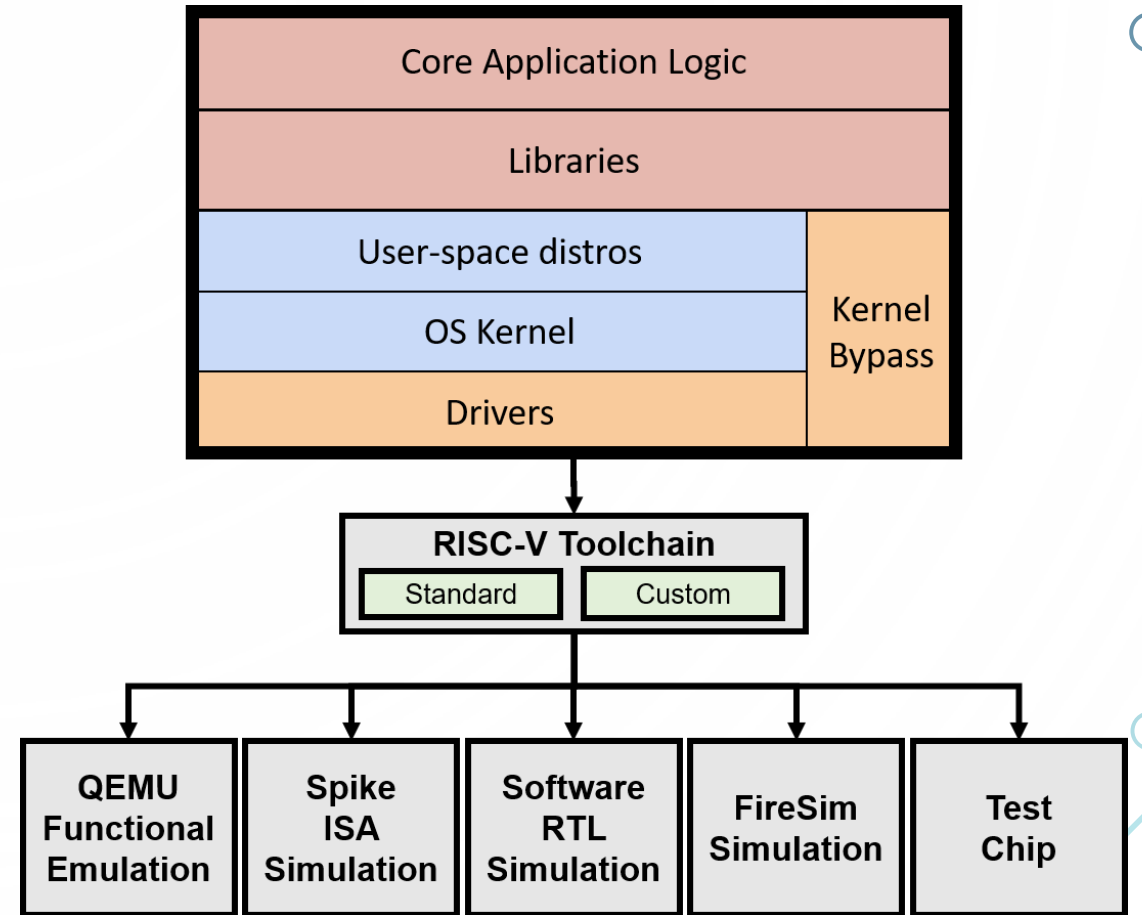 Core Application Logic
Libraries
User-space distros
OS Kernel
Drivers
Kernel
Bypass
RISC-V Toolchain
Standard
Custom
QEMU
Functional
Emulation
Spike
ISA
Simulation
Software
RTL
Simulation
FireSim
Simulation
Test
Chip